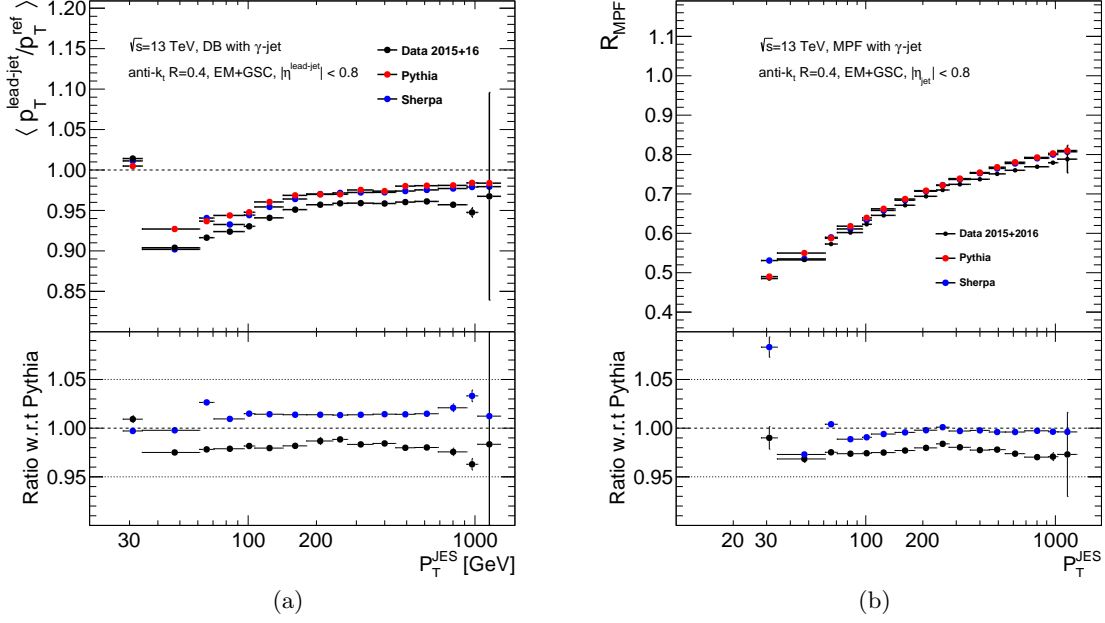 ⟨ p_T^lead-jet/p_T^ref ⟩
1.20
1.15
1.10
1.05
1.00
0.95
0.90
0.85
√s=13 TeV, DB with γ-jet
anti-k_t R=0.4, EM+GSC, |η^lead-jet| < 0.8
Data 2015+16
Pythia
Sherpa
Ratio w.r.t Pythia
1.05
1.00
0.95
30 100 200 1000
P_T^JES [GeV]
(a)
R_MPF
1.1
1.0
0.9
0.8
0.7
0.6
0.5
0.4
√s=13 TeV, MPF with γ-jet
anti-k_t R=0.4, EM+GSC, |η_jet| < 0.8
Data 2015+2016
Pythia
Sherpa
Ratio w.r.t Pythia
1.05
1.00
0.95
20 30 100 200 1000
P_T^JES
(b)